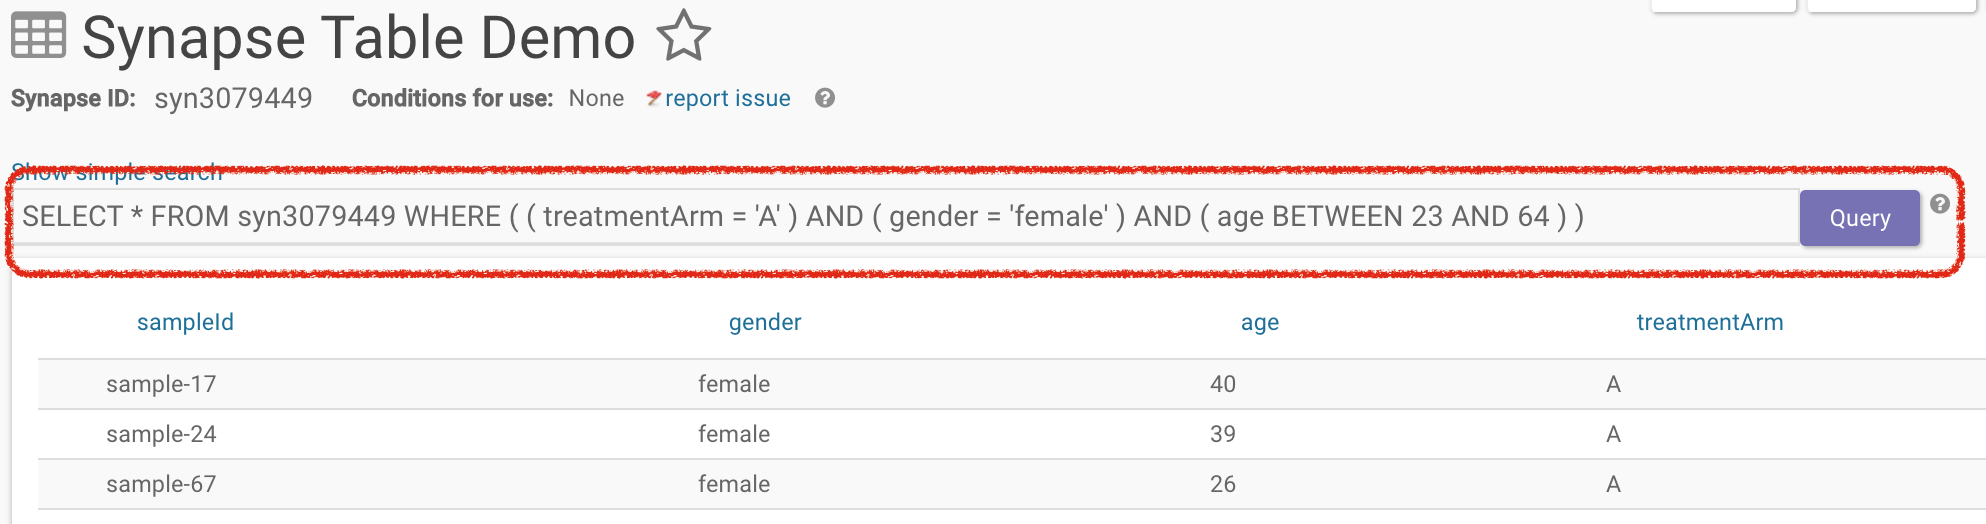 Synapse Table Demo
Synapse ID: syn3079449 Conditions for use: None report issue ?
Show simple search
SELECT * FROM syn3079449 WHERE ( ( treatmentArm = 'A' ) AND ( gender = 'female' ) AND ( age BETWEEN 23 AND 64 ) ) Query ?
sampleId gender age treatmentArm
sample-17 female 40 A
sample-24 female 39 A
sample-67 female 26 A